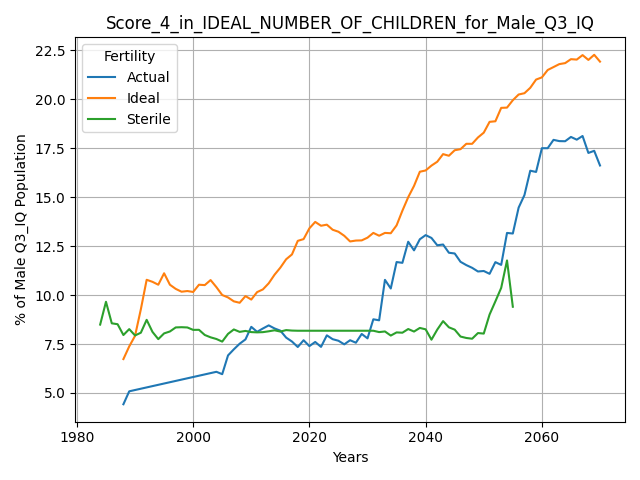 Score_4_in_IDEAL_NUMBER_OF_CHILDREN_for_Male_Q3_IQ
Fertility
Actual
Ideal
Sterile
% of Male Q3_IQ Population
22.5
20.0
17.5
15.0
12.5
10.0
7.5
5.0
1980
2000
2020
2040
2060
Years